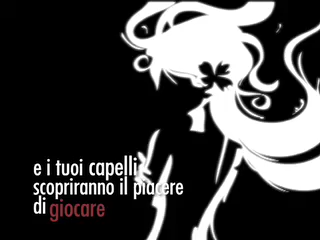 e i tuoi capelli
scopriranno il piacere
di giocare